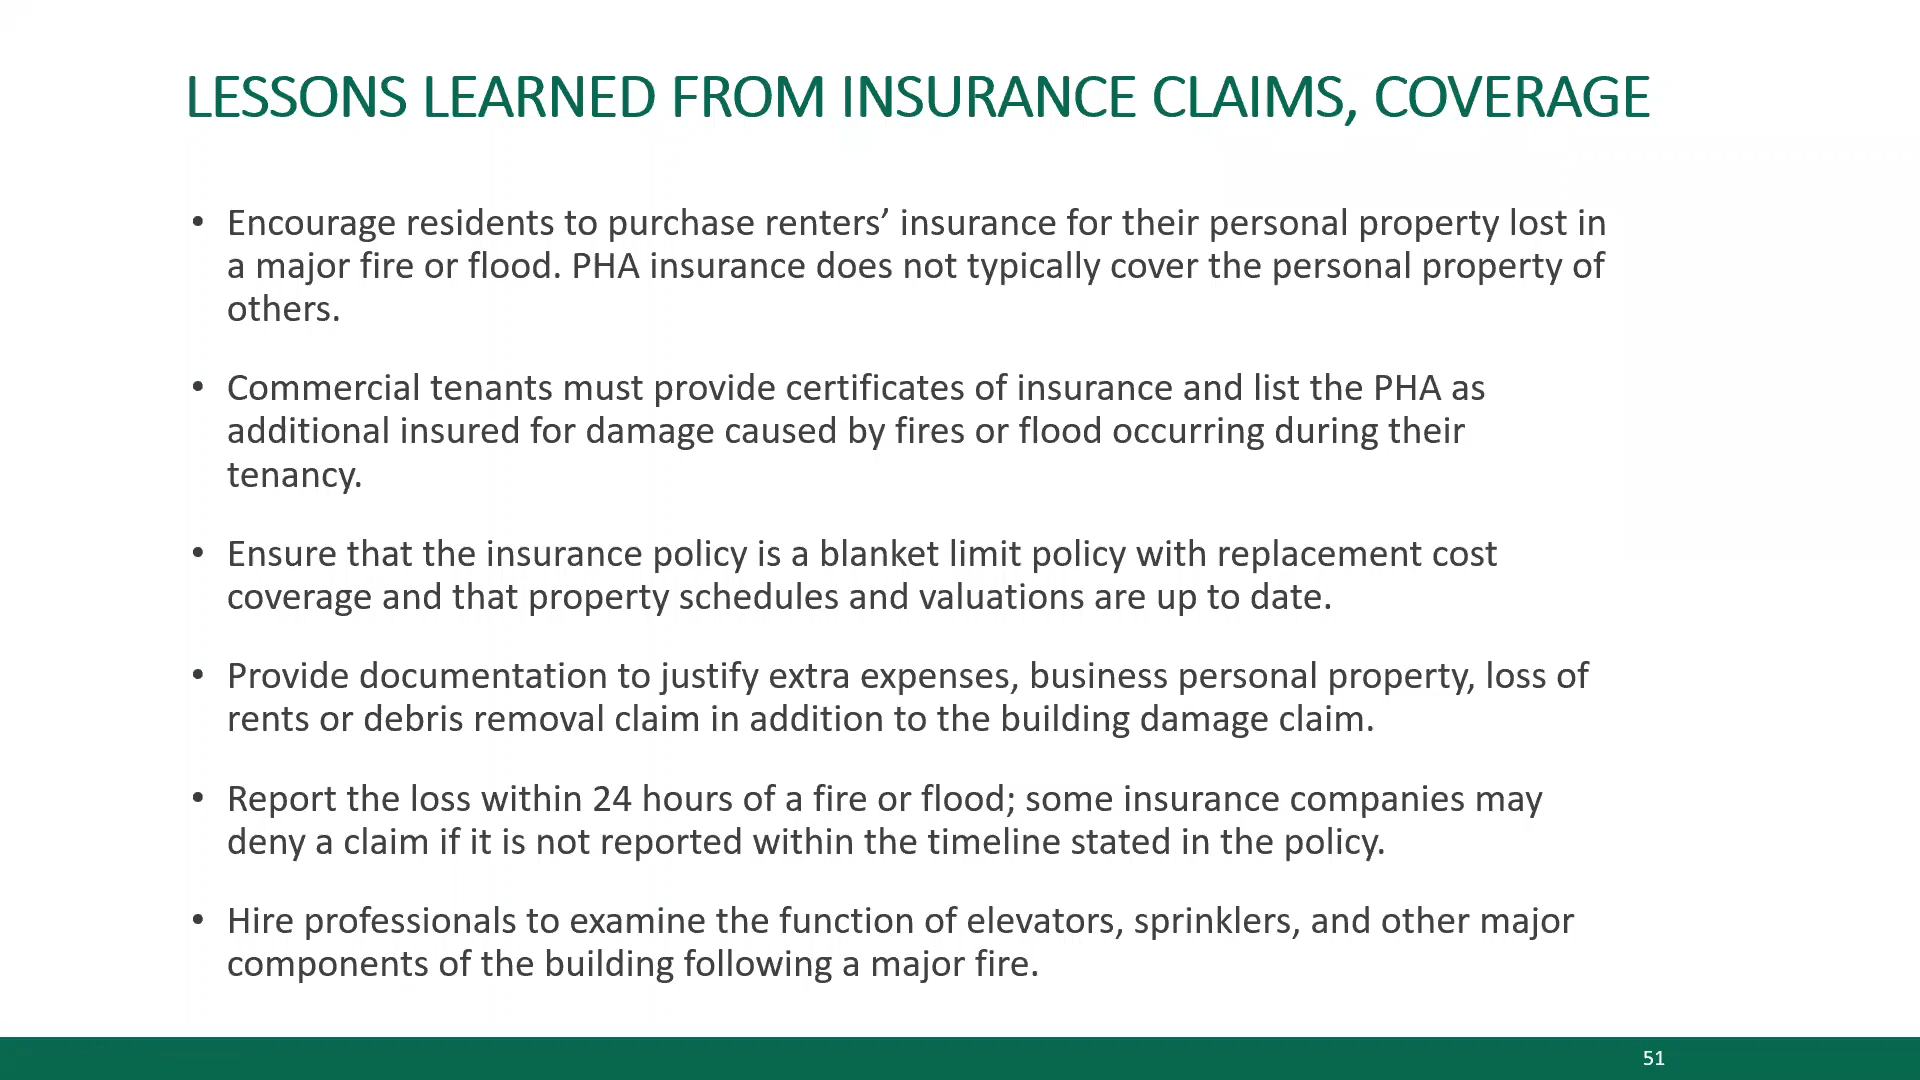 LESSONS LEARNED FROM INSURANCE CLAIMS, COVERAGE
• Encourage residents to purchase renters’ insurance for their personal property lost in
a major fire or flood. PHA insurance does not typically cover the personal property of
others.
• Commercial tenants must provide certificates of insurance and list the PHA as
additional insured for damage caused by fires or flood occurring during their
tenancy.
• Ensure that the insurance policy is a blanket limit policy with replacement cost
coverage and that property schedules and valuations are up to date.
• Provide documentation to justify extra expenses, business personal property, loss of
rents or debris removal claim in addition to the building damage claim.
• Report the loss within 24 hours of a fire or flood; some insurance companies may
deny a claim if it is not reported within the timeline stated in the policy.
• Hire professionals to examine the function of elevators, sprinklers, and other major
components of the building following a major fire.
51